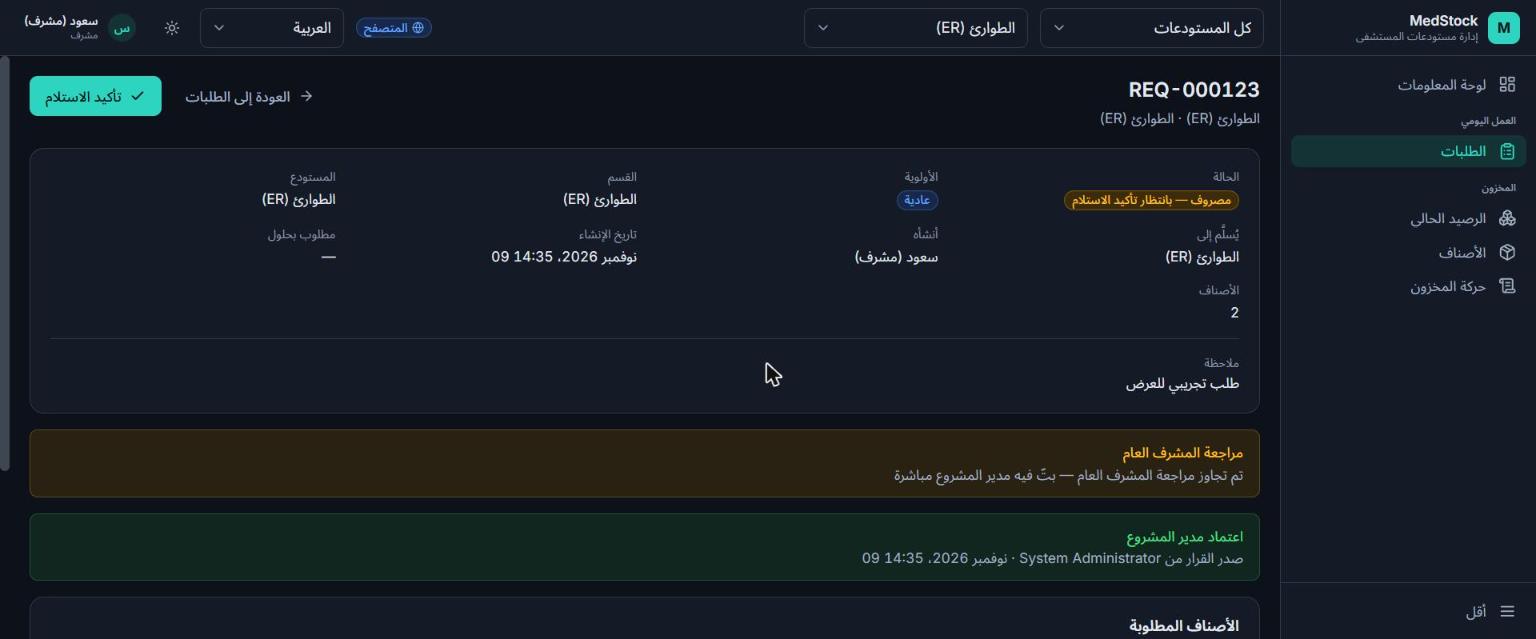 MedStock
إدارة مستودعات المستشفى
M
كل المستودعات
الطوارئ (ER)
المتصفح
العربية
س
سعود (مشرف)
مشرف
لوحة المعلومات
العمل اليومي
الطلبات
المخزون
الرصيد الحالي
الأصناف
حركة المخزون
أقل
REQ-000123
الطوارئ (ER) · الطوارئ (ER)
العودة إلى الطلبات
تأكيد الاستلام
الحالة
مصروف — بانتظار تأكيد الاستلام
الأولوية
عادية
القسم
الطوارئ (ER)
المستودع
الطوارئ (ER)
يُسلَّم إلى
الطوارئ (ER)
أنشأه
سعود (مشرف)
تاريخ الإنشاء
09 نوفمبر 2026، 14:35
مطلوب بحلول
—
الأصناف
2
ملاحظة
طلب تجريبي للعرض
مراجعة المشرف العام
تم تجاوز مراجعة المشرف العام — بتّ فيه مدير المشروع مباشرة
اعتماد مدير المشروع
صدر القرار من System Administrator · 09 نوفمبر 2026، 14:35
الأصناف المطلوبة